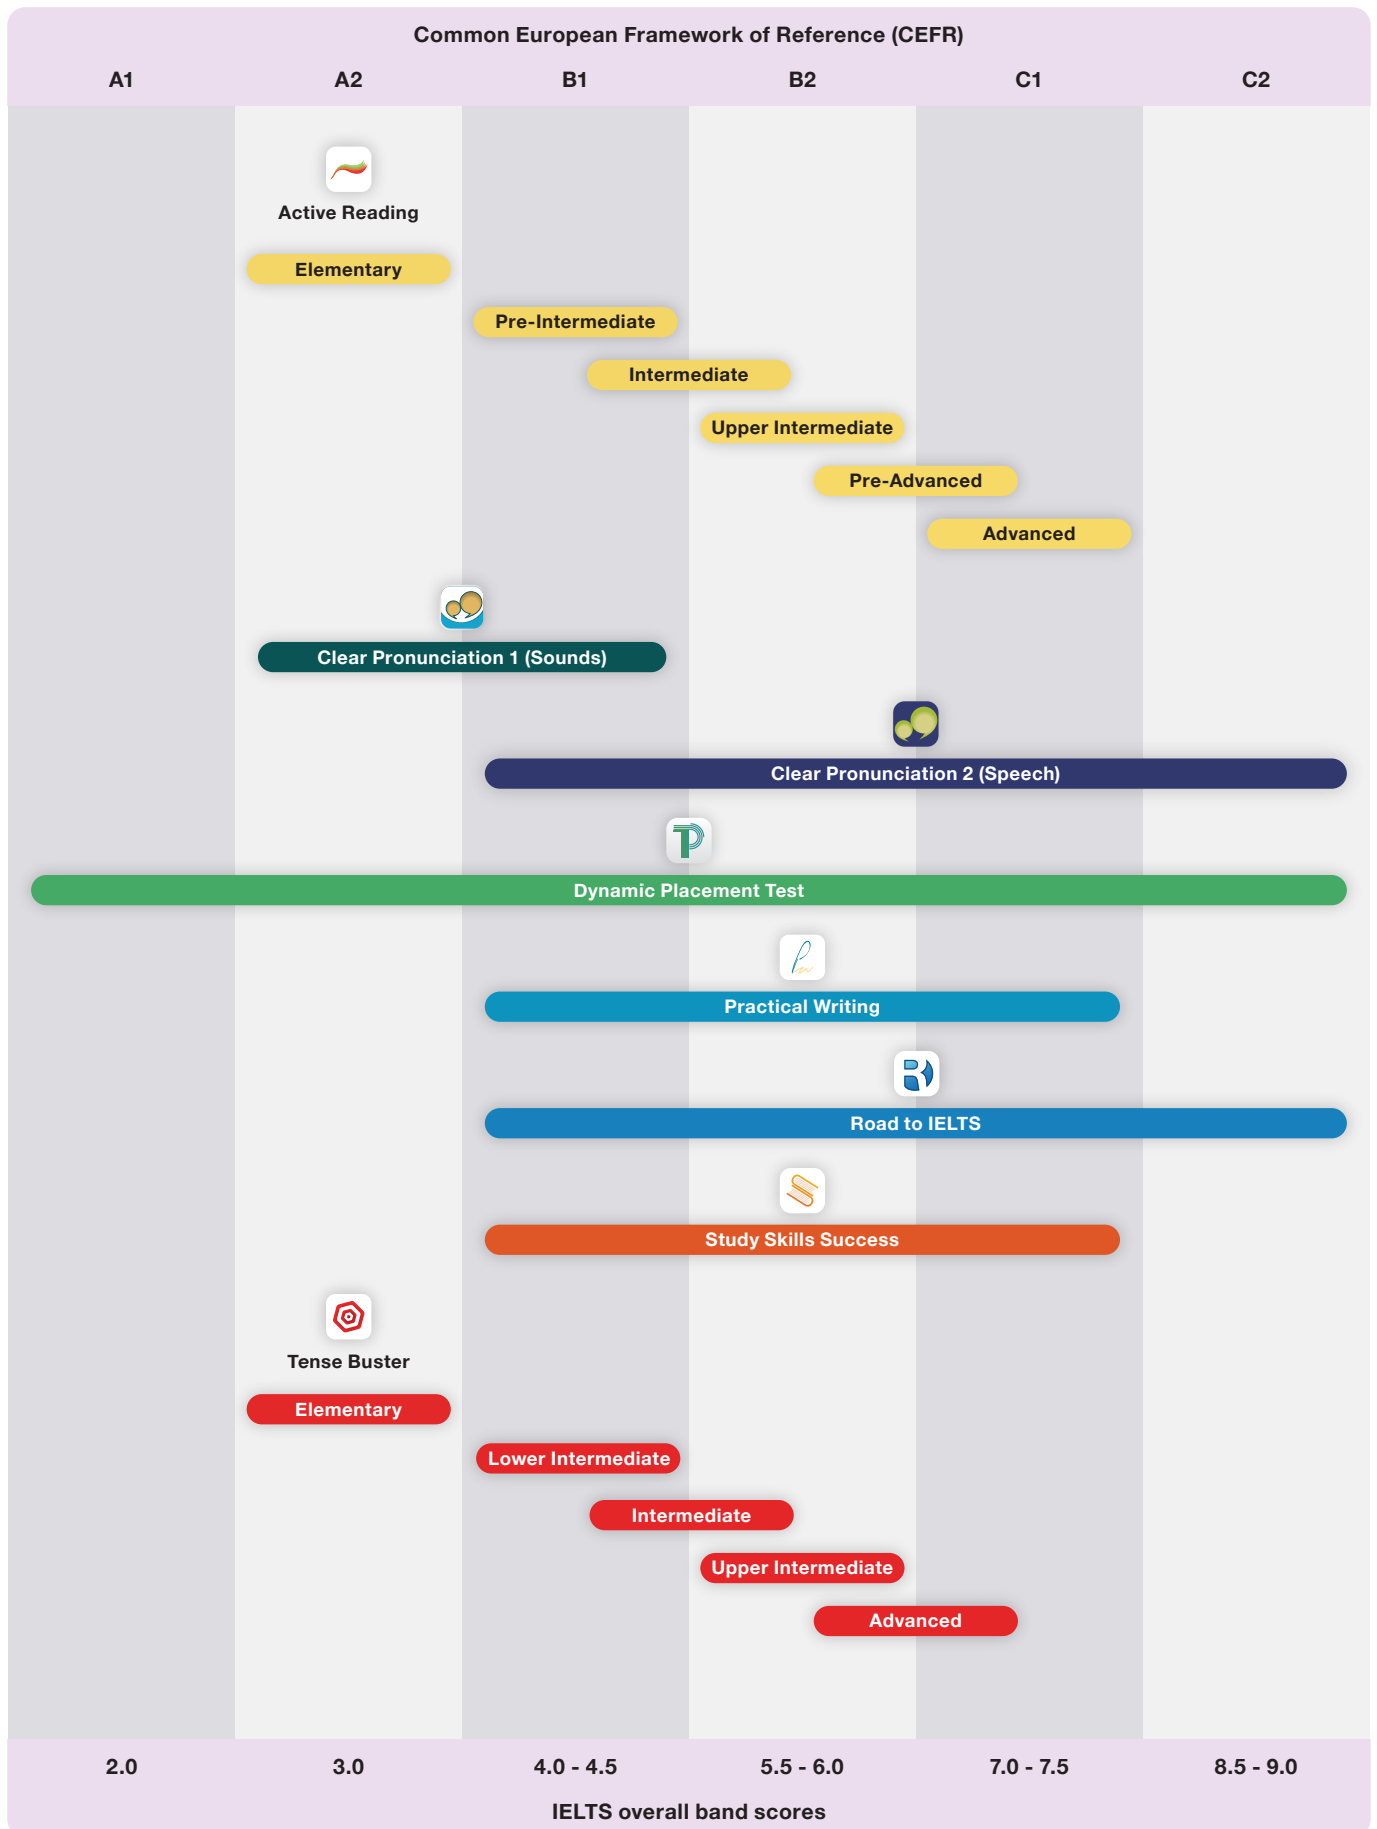 Common European Framework of Reference (CEFR)
A1 A2 B1 B2 C1 C2
Active Reading
Elementary
Pre-Intermediate
Intermediate
Upper Intermediate
Pre-Advanced
Advanced
Clear Pronunciation 1 (Sounds)
Clear Pronunciation 2 (Speech)
Dynamic Placement Test
Practical Writing
Road to IELTS
Study Skills Success
Tense Buster
Elementary
Lower Intermediate
Intermediate
Upper Intermediate
Advanced
2.0 3.0 4.0 - 4.5 5.5 - 6.0 7.0 - 7.5 8.5 - 9.0
IELTS overall band scores